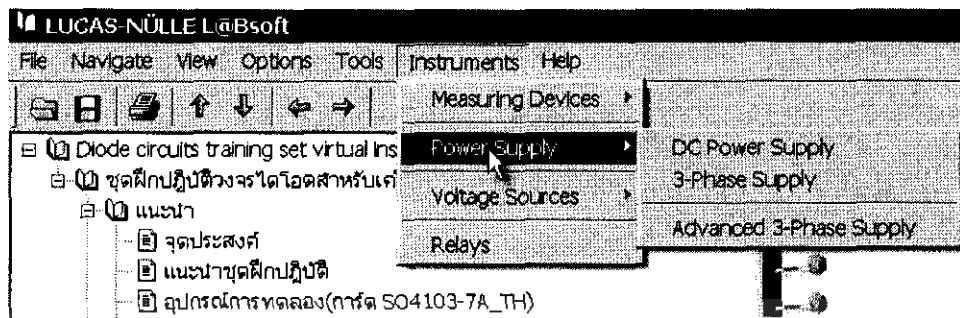 LUCAS-NÜLLE L@Bsoft
File Navigate View Options Tools Instruments Help
Measuring Devices
Power Supply
Voltage Sources
Relays
DC Power Supply
3-Phase Supply
Advanced 3-Phase Supply
Diode circuits training set virtual ins
ชุดฝึกปฏิบัติวงจรไดโอดสำหรับเค
แนะนำ
จุดประสงค์
แนะนำชุดฝึกปฏิบัติ
อุปกรณ์การทดลอง(การ์ด SO4103-7A_TH)